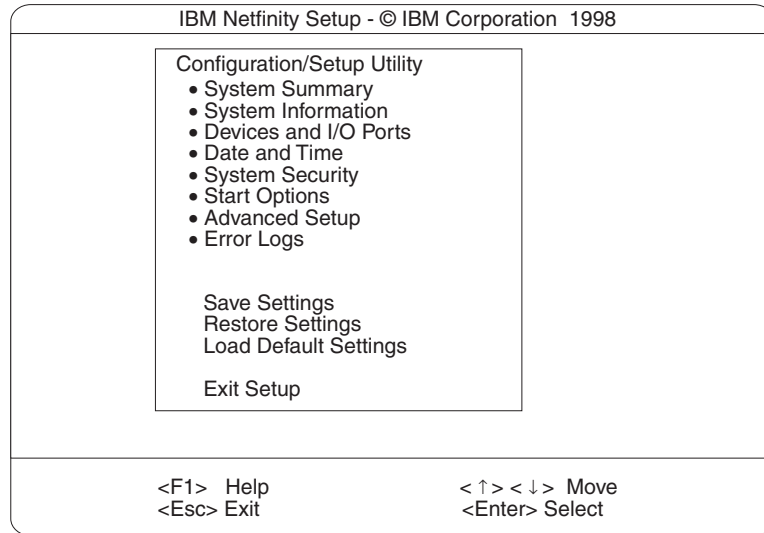 IBM Netfinity Setup - © IBM Corporation 1998
Configuration/Setup Utility
• System Summary
• System Information
• Devices and I/O Ports
• Date and Time
• System Security
• Start Options
• Advanced Setup
• Error Logs
Save Settings
Restore Settings
Load Default Settings
Exit Setup
<F1> Help <↑><↓> Move
<Esc> Exit <Enter> Select